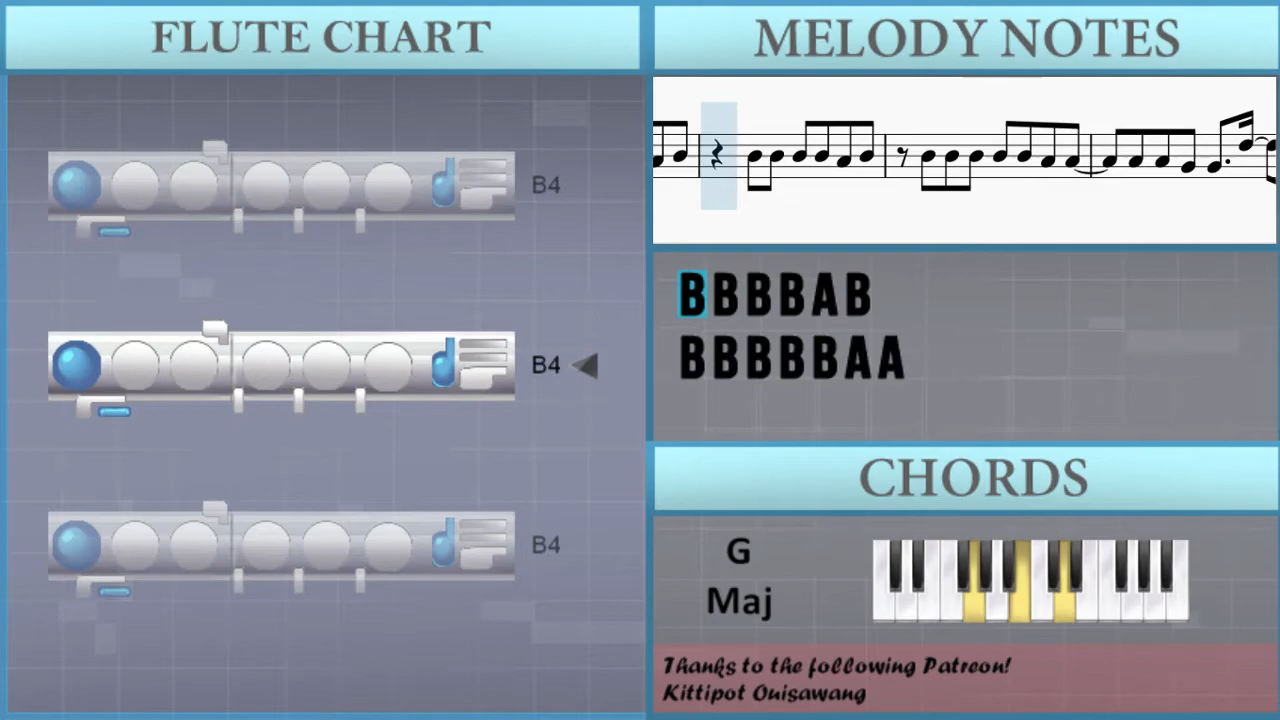 FLUTE CHART
B4
B4
B4
MELODY NOTES
BBBBAB
BBBBBAA
CHORDS
G
Maj
Thanks to the following Patreon!
Kittipot Ouisawang